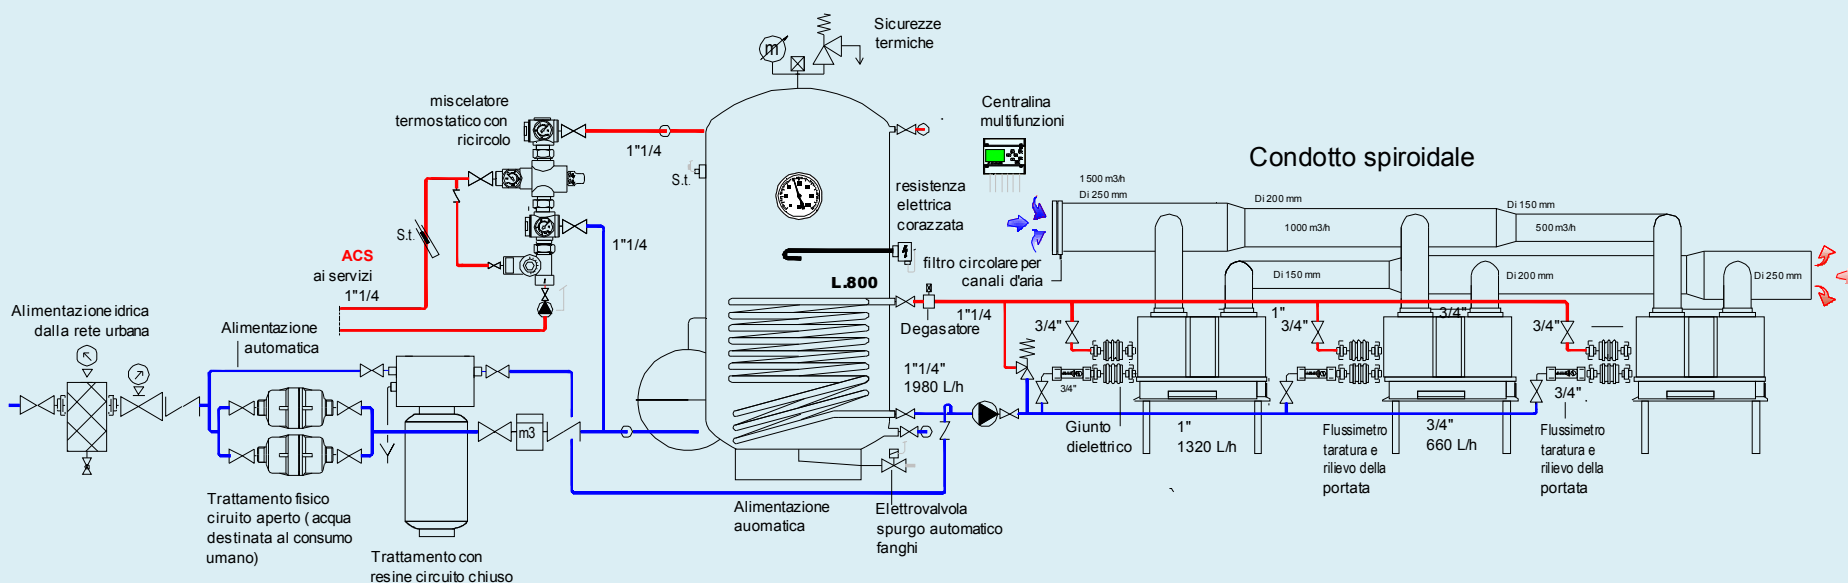 Sicurezze
termiche
m
miscelatore
termostatico con
ricircolo
1"1/4
S.t.
Centralina
multifunzioni
Condotto spiroidale
1500 m3/h
Di 250 mm
Di 200 mm
1000 m3/h
Di 150 mm
500 m3/h
Di 150 mm
Di 200 mm
Di 250 mm
resistenza
elettrica
corazzata
filtro circolare per
canali d'aria
S.t.
1"1/4
ACS
ai servizi
1"1/4
L.800
Degasatore
1"1/4
3/4"
1"
3/4"
3/4"
3/4"
Alimentazione idrica
dalla rete urbana
Alimentazione
automatica
1"1/4"
1980 L/h
3/4"
m3
Giunto
dielettrico
1"
1320 L/h
Flussimetro
taratura e
rilievo della
portata
3/4"
660 L/h
3/4"
Flussimetro
taratura e
rilievo della
portata
Trattamento fisico
ciruito aperto ( acqua
destinata al consumo
umano)
Trattamento con
resine circuito chiuso
Alimentazione
auomatica
Elettrovalvola
spurgo automatico
fanghi